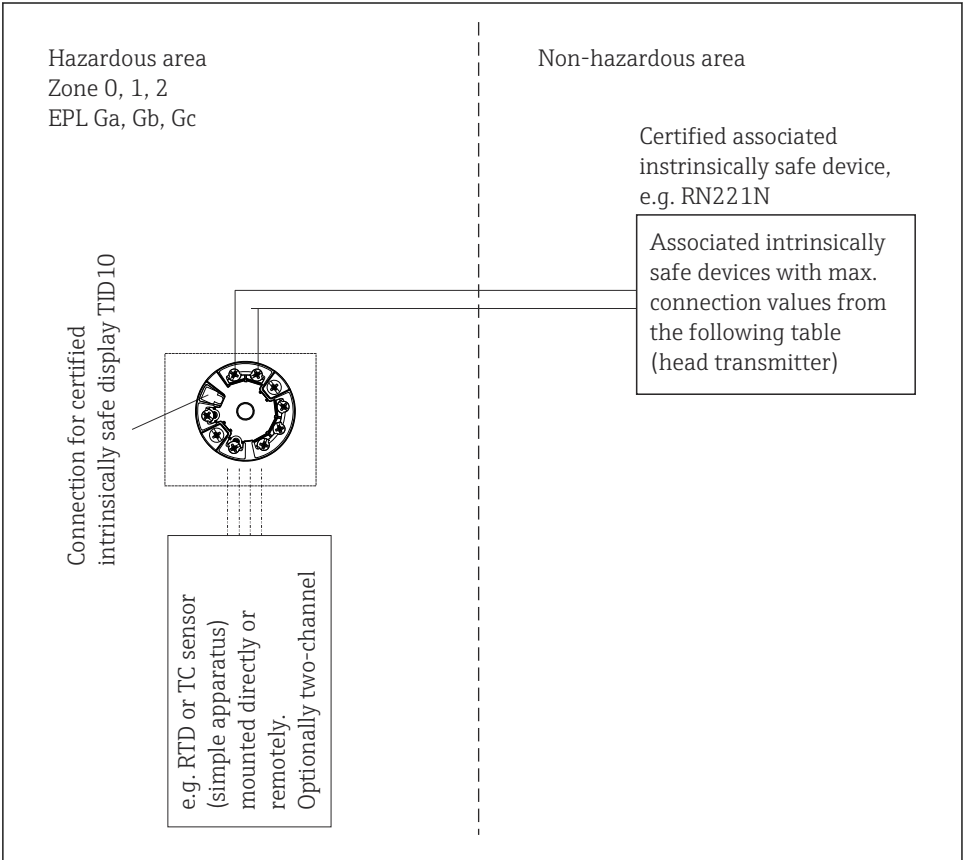 Hazardous area
Zone 0, 1, 2
EPL Ga, Gb, Gc
Non-hazardous area
Certified associated
instrinsically safe device,
e.g. RN221N
Associated intrinsically
safe devices with max.
connection values from
the following table
(head transmitter)
Connection for certified
intrinsically safe display TID10
e.g. RTD or TC sensor
(simple apparatus)
mounted directly or
remotely.
Optionally two-channel